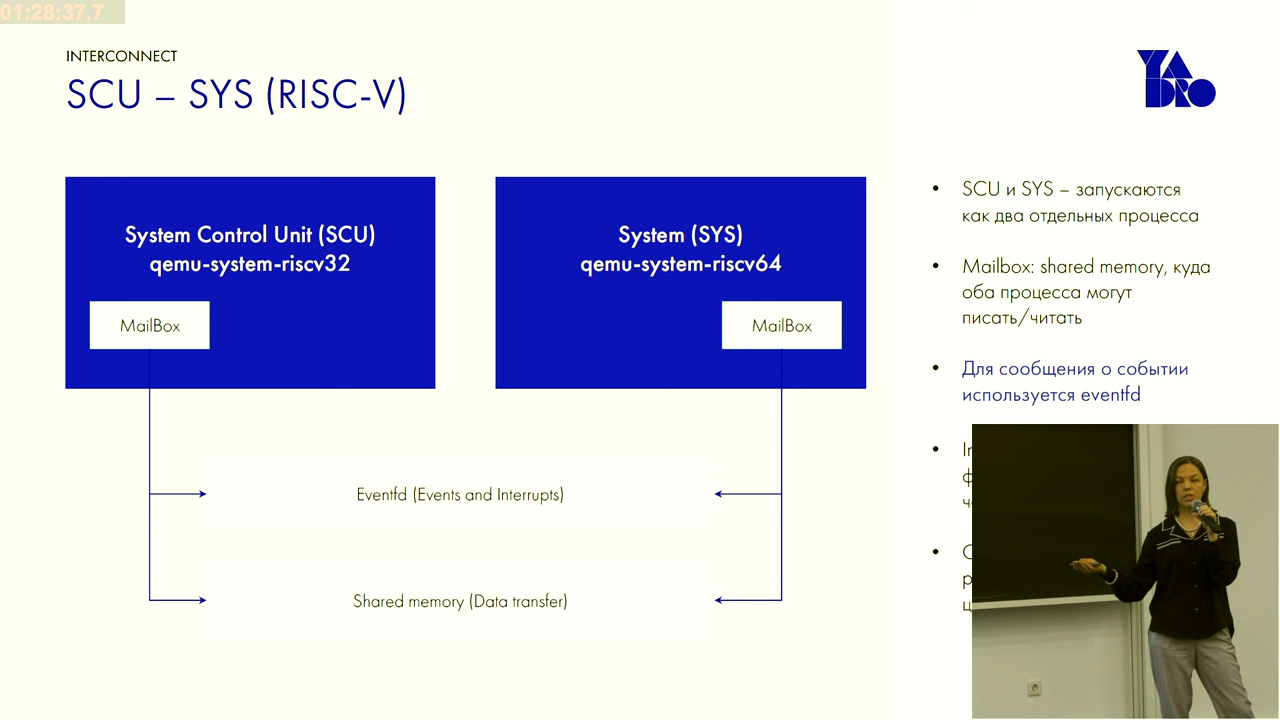 01:28:37.7
INTERCONNECT
SCU – SYS (RISC-V)
YADRO
System Control Unit (SCU)
qemu-system-riscv32
MailBox
System (SYS)
qemu-system-riscv64
MailBox
Eventfd (Events and Interrupts)
Shared memory (Data transfer)
• SCU и SYS – запускаются
как два отдельных процесса
• Mailbox: shared memory, куда
оба процесса могут
писать/читать
• Для сообщения о событии
используется eventfd